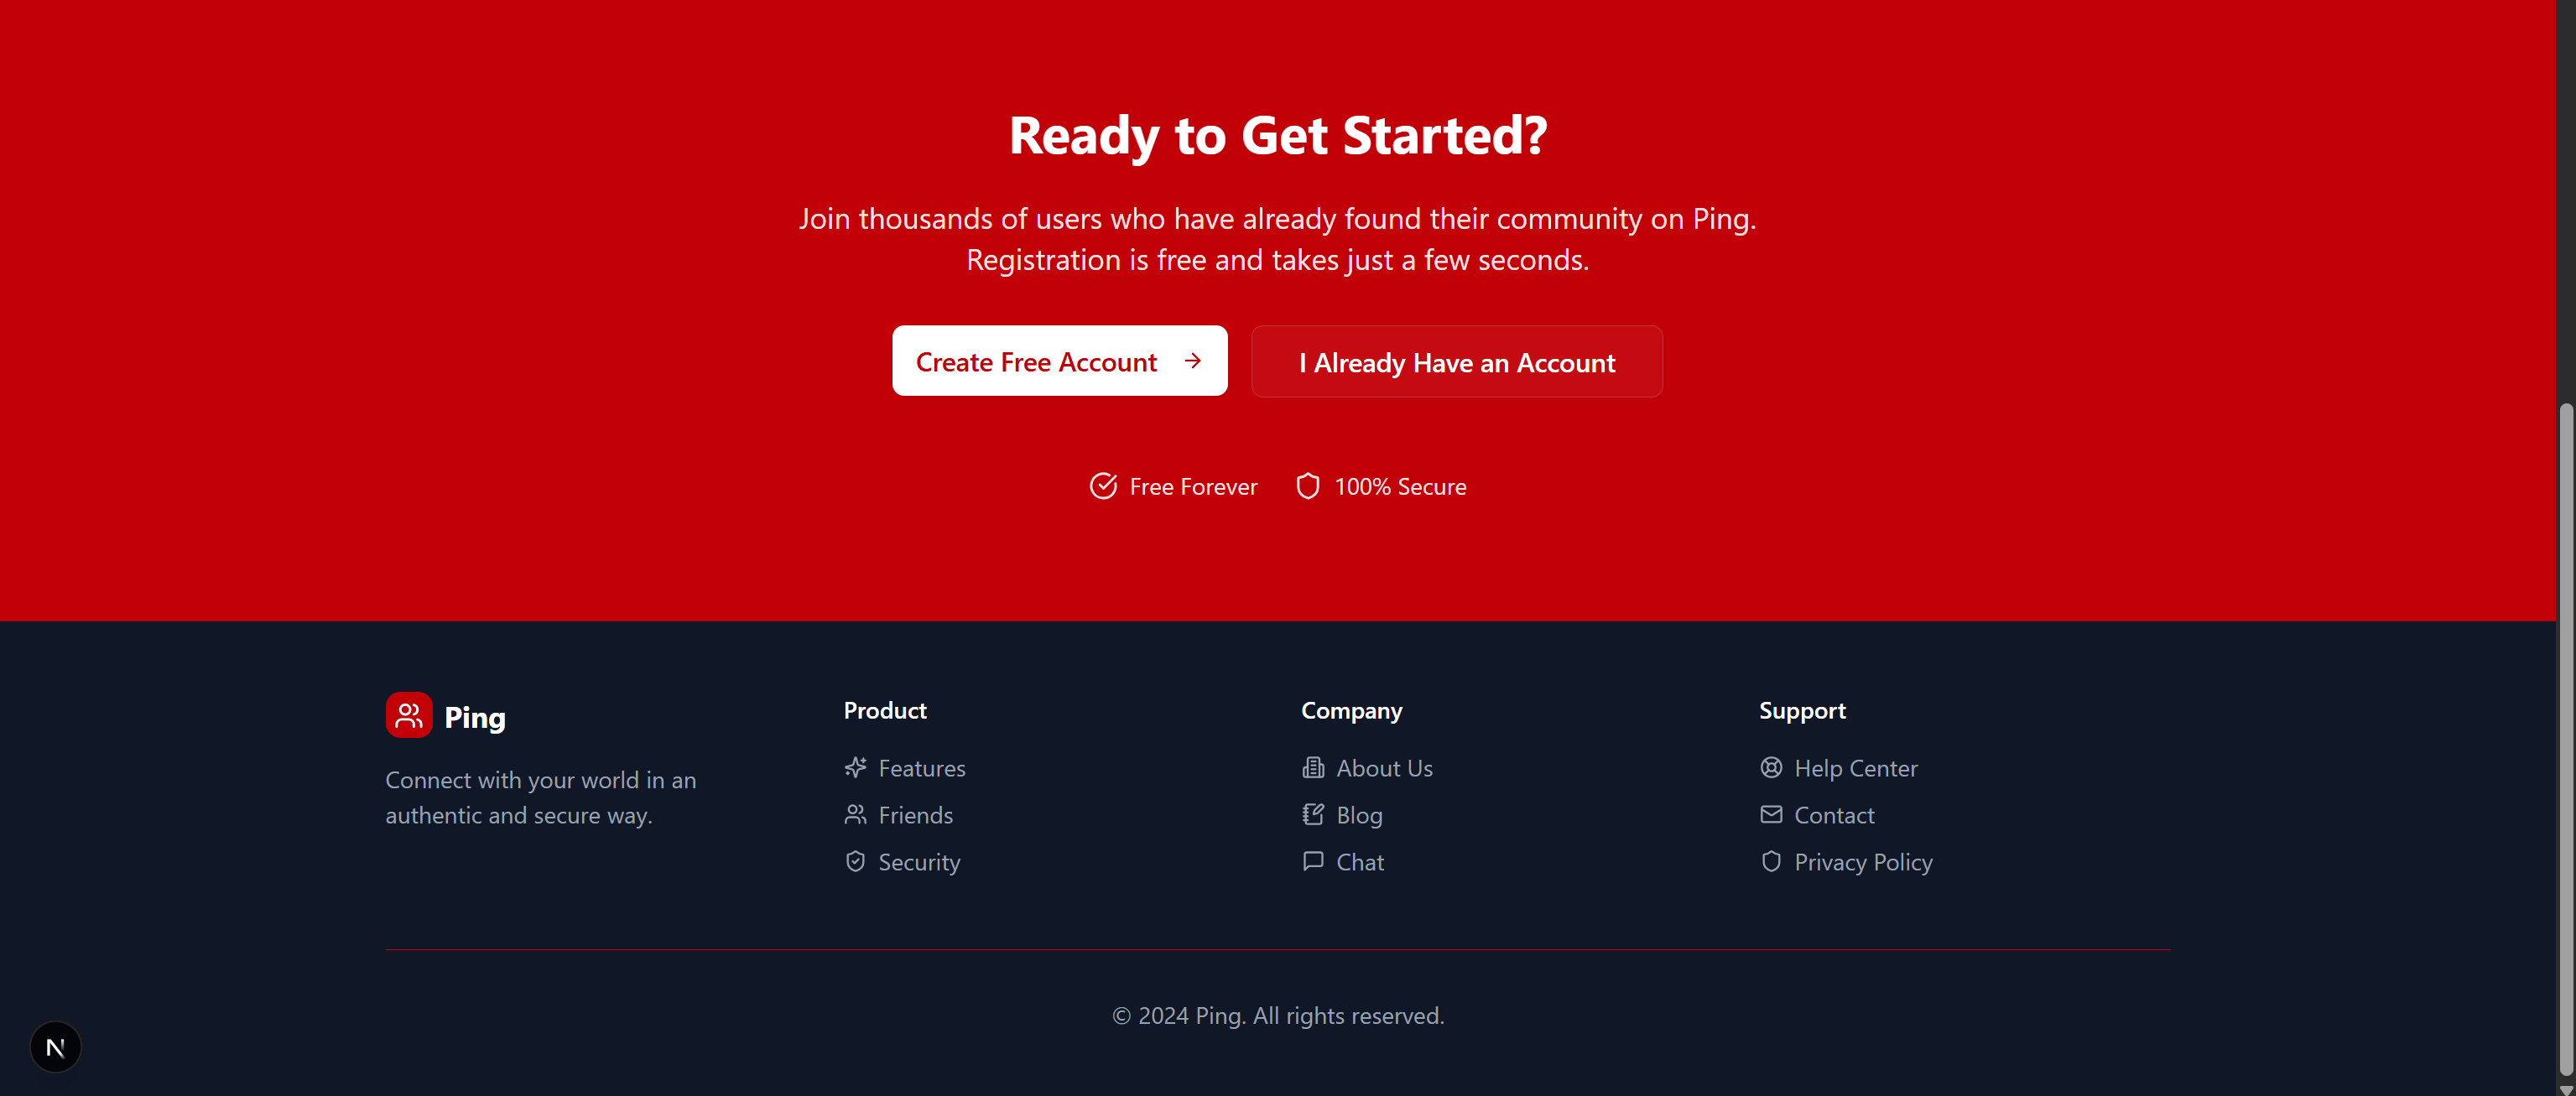 Ready to Get Started?
Join thousands of users who have already found their community on Ping.
Registration is free and takes just a few seconds.
Create Free Account
I Already Have an Account
Free Forever
100% Secure
Ping
Connect with your world in an
authentic and secure way.
Product
Features
Friends
Security
Company
About Us
Blog
Chat
Support
Help Center
Contact
Privacy Policy
© 2024 Ping. All rights reserved.
N